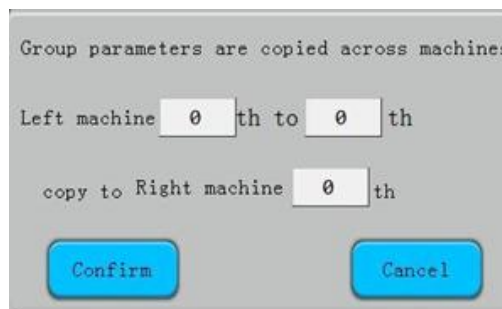 Group parameters are copied across machine
Left machine 0 th to 0 th
copy to Right machine 0 th
Confirm Cancel